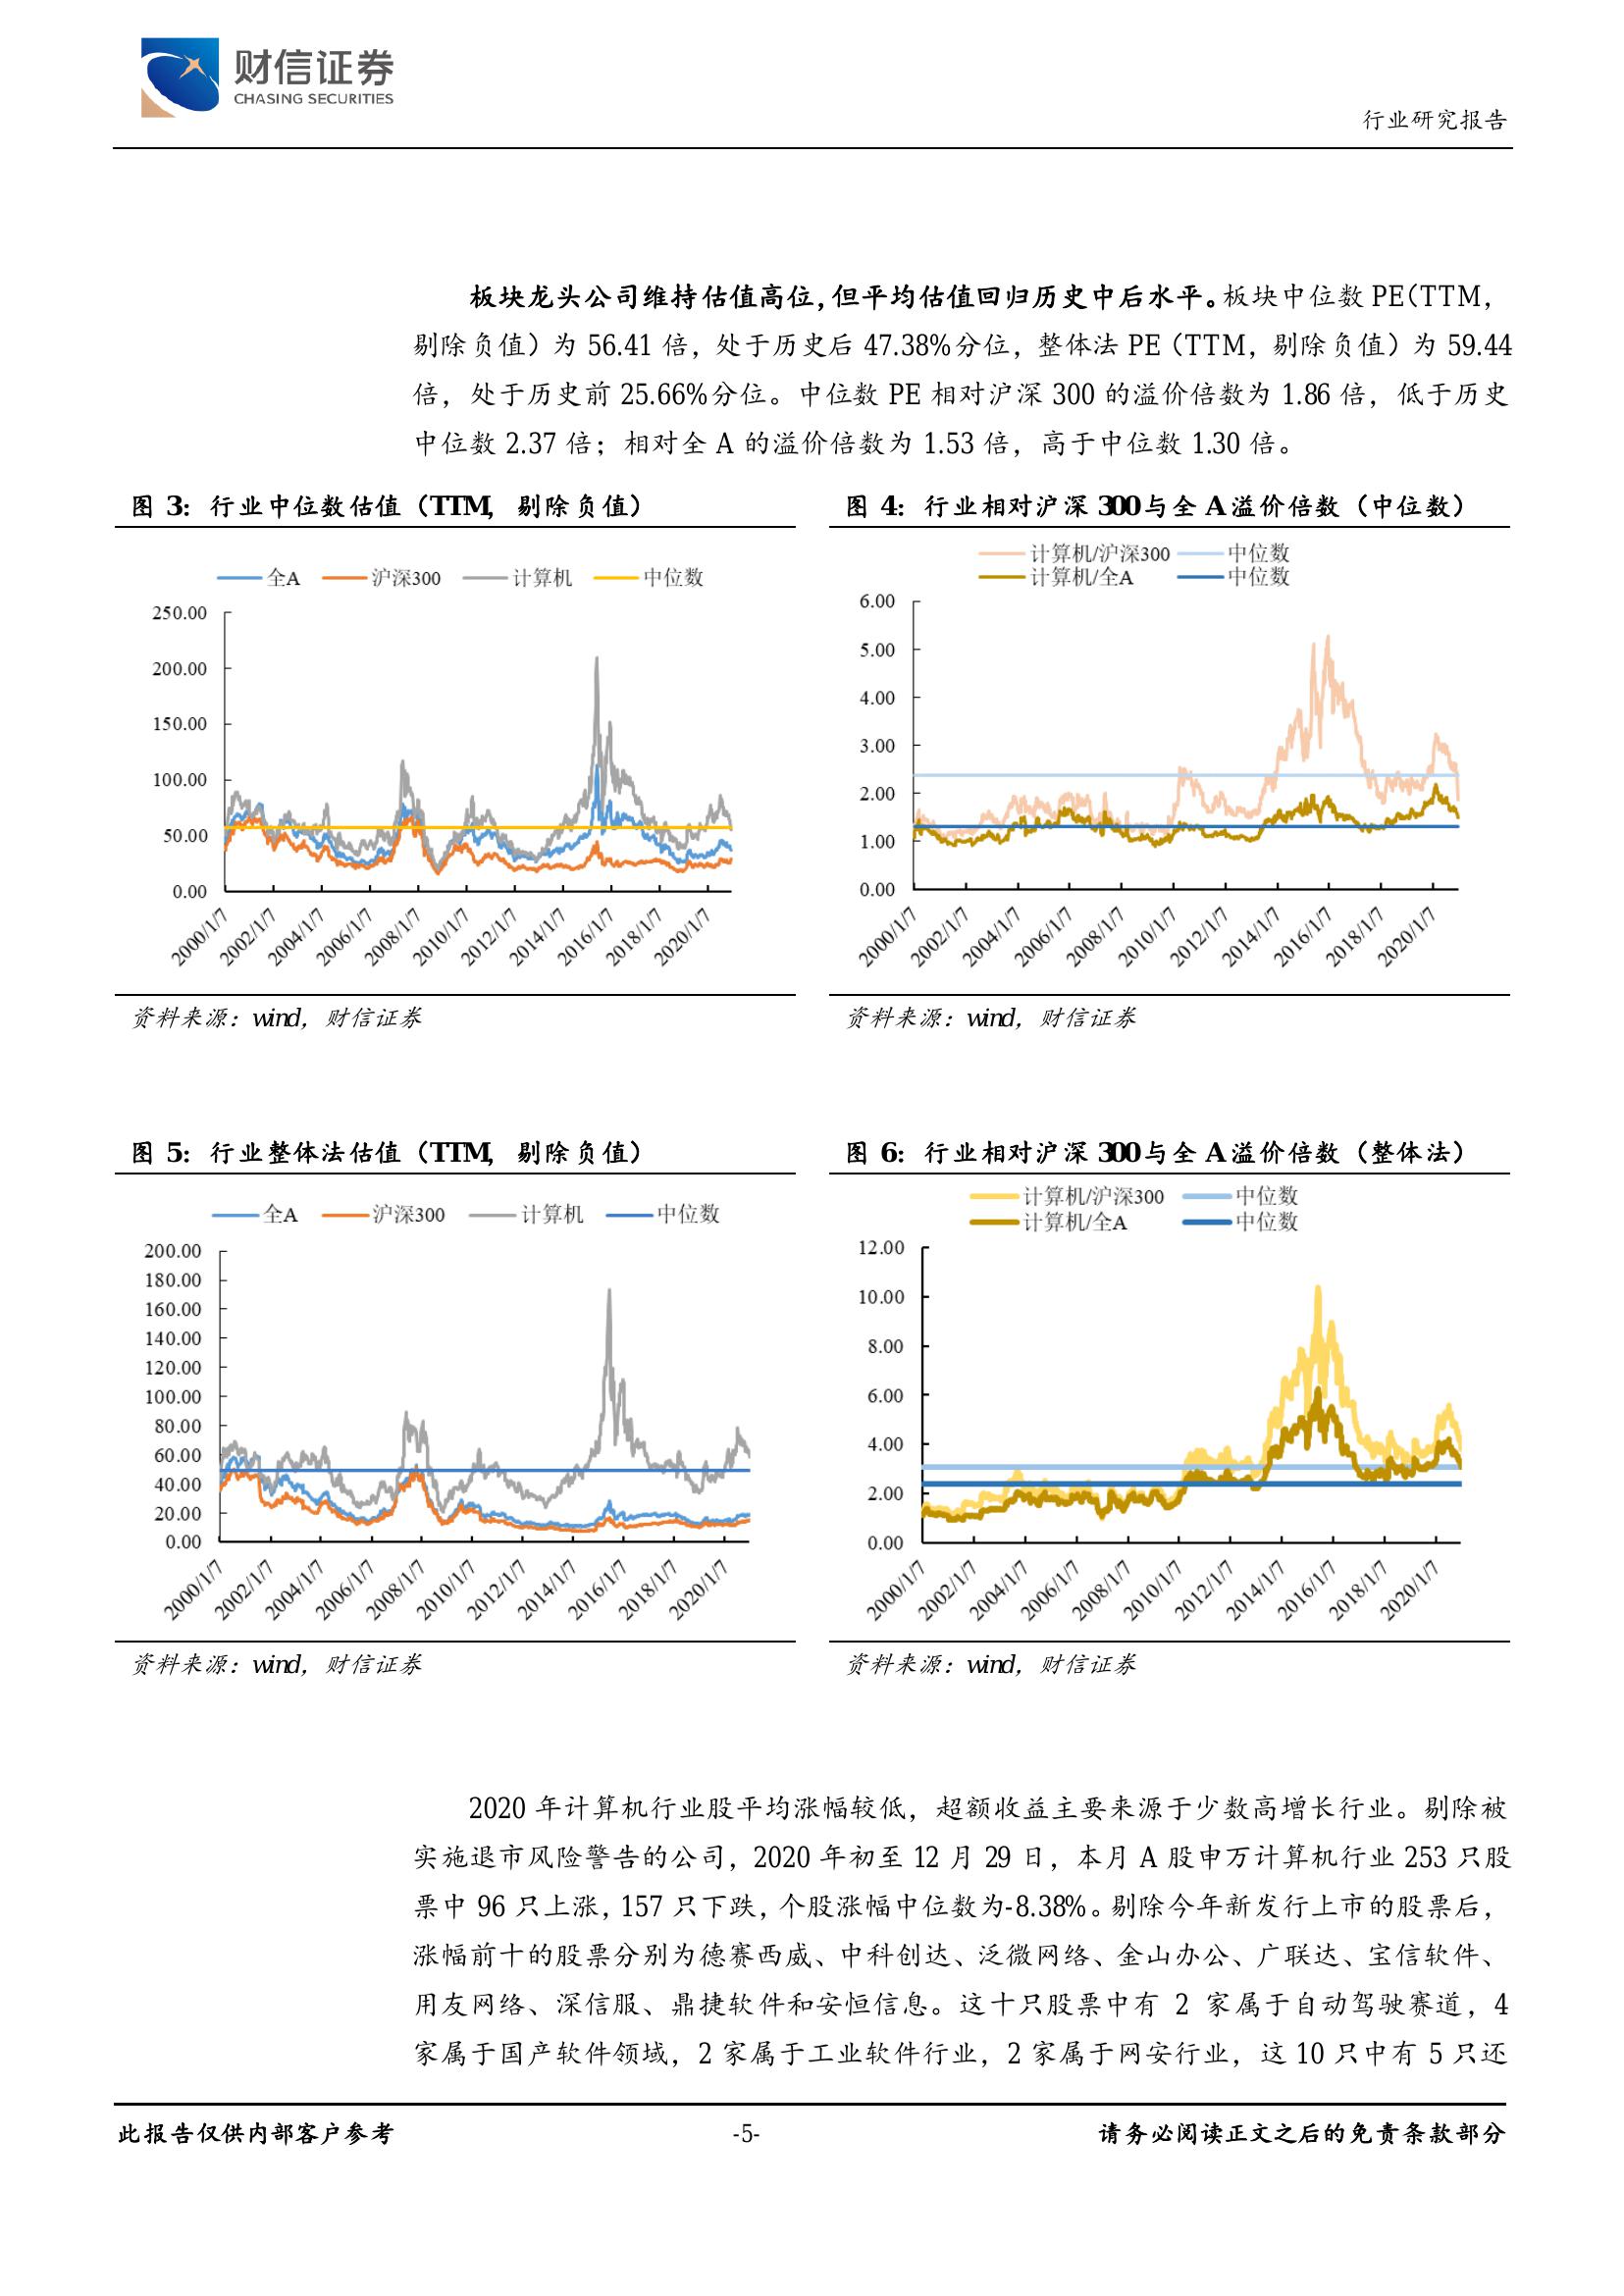 财信证券
CHASING SECURITIES
行业研究报告
板块龙头公司维持估值高位，但平均估值回归历史中后水平。板块中位数 PE（TTM，
剔除负值）为 56.41 倍，处于历史后 47.38%分位，整体法 PE（TTM，剔除负值）为 59.44
倍，处于历史前 25.66%分位。中位数 PE 相对沪深 300 的溢价倍数为 1.86 倍，低于历史
中位数 2.37 倍；相对全 A 的溢价倍数为 1.53 倍，高于中位数 1.30 倍。
图 3：行业中位数估值（TTM，剔除负值）
全A 沪深300 计算机 中位数
250.00
200.00
150.00
100.00
50.00
0.00
2000/1/7 2002/1/7 2004/1/7 2006/1/7 2008/1/7 2010/1/7 2012/1/7 2014/1/7 2016/1/7 2018/1/7 2020/1/7
资料来源：wind，财信证券
图 4：行业相对沪深 300 与全 A 溢价倍数（中位数）
计算机/沪深300 中位数
计算机/全A 中位数
6.00
5.00
4.00
3.00
2.00
1.00
0.00
2000/1/7 2002/1/7 2004/1/7 2006/1/7 2008/1/7 2010/1/7 2012/1/7 2014/1/7 2016/1/7 2018/1/7 2020/1/7
资料来源：wind，财信证券
图 5：行业整体法估值（TTM，剔除负值）
全A 沪深300 计算机 中位数
200.00
180.00
160.00
140.00
120.00
100.00
80.00
60.00
40.00
20.00
0.00
2000/1/7 2002/1/7 2004/1/7 2006/1/7 2008/1/7 2010/1/7 2012/1/7 2014/1/7 2016/1/7 2018/1/7 2020/1/7
资料来源：wind，财信证券
图 6：行业相对沪深 300 与全 A 溢价倍数（整体法）
计算机/沪深300 中位数
计算机/全A 中位数
12.00
10.00
8.00
6.00
4.00
2.00
0.00
2000/1/7 2002/1/7 2004/1/7 2006/1/7 2008/1/7 2010/1/7 2012/1/7 2014/1/7 2016/1/7 2018/1/7 2020/1/7
资料来源：wind，财信证券
2020 年计算机行业股平均涨幅较低，超额收益主要来源于少数高增长行业。剔除被
实施退市风险警告的公司，2020 年初至 12 月 29 日，本月 A 股申万计算机行业 253 只股
票中 96 只上涨，157 只下跌，个股涨幅中位数为-8.38%。剔除今年新发行上市的股票后，
涨幅前十的股票分别为德赛西威、中科创达、泛微网络、金山办公、广联达、宝信软件、
用友网络、深信服、鼎捷软件和安恒信息。这十只股票中有 2 家属于自动驾驶赛道，4
家属于国产软件领域，2 家属于工业软件行业，2 家属于网安行业，这 10 只中有 5 只还
此报告仅供内部客户参考
-5-
请务必阅读正文之后的免责条款部分